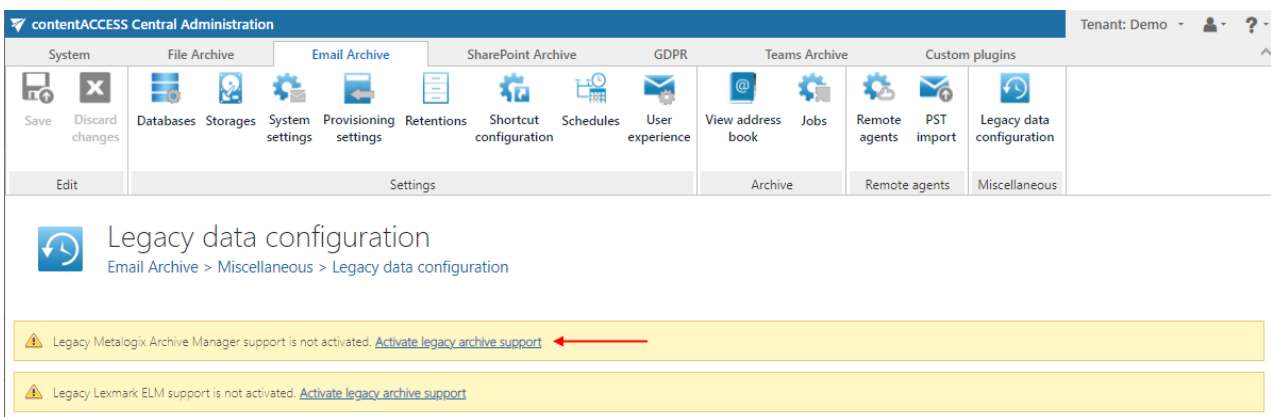 contentACCESS Central Administration
Tenant: Demo
?
System
File Archive
Email Archive
SharePoint Archive
GDPR
Teams Archive
Custom plugins
Save
Discard
changes
Databases
Storages
System
settings
Provisioning
settings
Retentions
Shortcut
configuration
Schedules
User
experience
View address
book
Jobs
Remote
agents
PST
import
Legacy data
configuration
Edit
Settings
Archive
Remote agents
Miscellaneous
Legacy data configuration
Email Archive > Miscellaneous > Legacy data configuration
Legacy Metalogix Archive Manager support is not activated. Activate legacy archive support
Legacy Lexmark ELM support is not activated. Activate legacy archive support